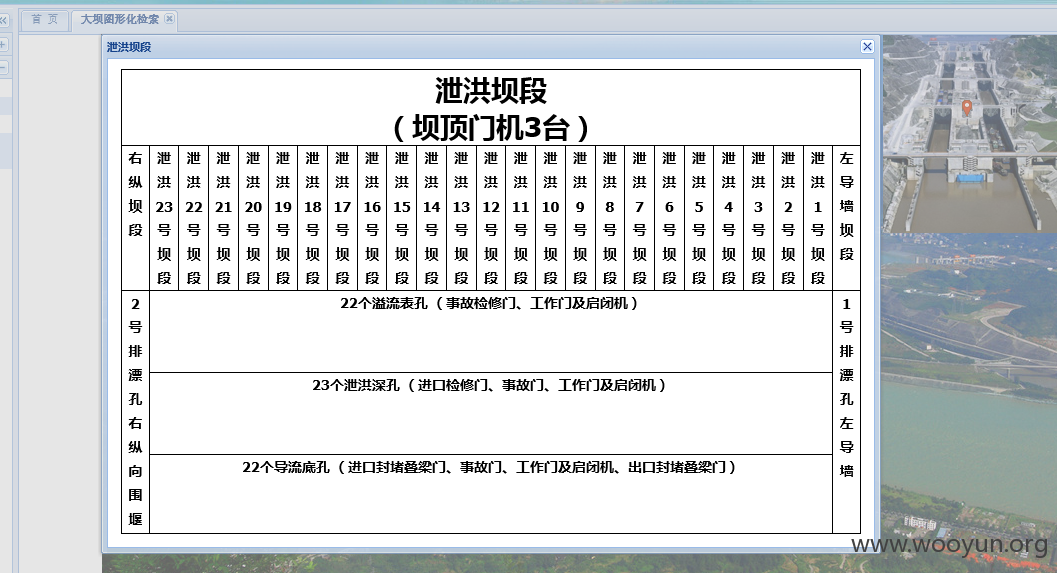 首 页
大坝图形化检索
泄洪坝段
泄洪坝段
（坝顶门机3台）
右纵坝段
泄洪23号坝段
泄洪22号坝段
泄洪21号坝段
泄洪20号坝段
泄洪19号坝段
泄洪18号坝段
泄洪17号坝段
泄洪16号坝段
泄洪15号坝段
泄洪14号坝段
泄洪13号坝段
泄洪12号坝段
泄洪11号坝段
泄洪10号坝段
泄洪9号坝段
泄洪8号坝段
泄洪7号坝段
泄洪6号坝段
泄洪5号坝段
泄洪4号坝段
泄洪3号坝段
泄洪2号坝段
泄洪1号坝段
左导墙坝段
2号排漂孔右纵向围堰
22个溢流表孔（事故检修门、工作门及启闭机）
23个泄洪深孔（进口检修门、事故门、工作门及启闭机）
22个导流底孔（进口封堵叠梁门、事故门、工作门及启闭机、出口封堵叠梁门）
1号排漂孔左导墙
www.wooyun.org